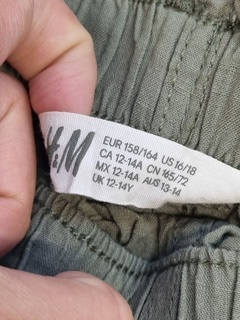 H&M
EUR 158/164 US 16/18
CA 12-14A CN 165/72
MX 12-14A AUS 13-14
UK 12-14Y